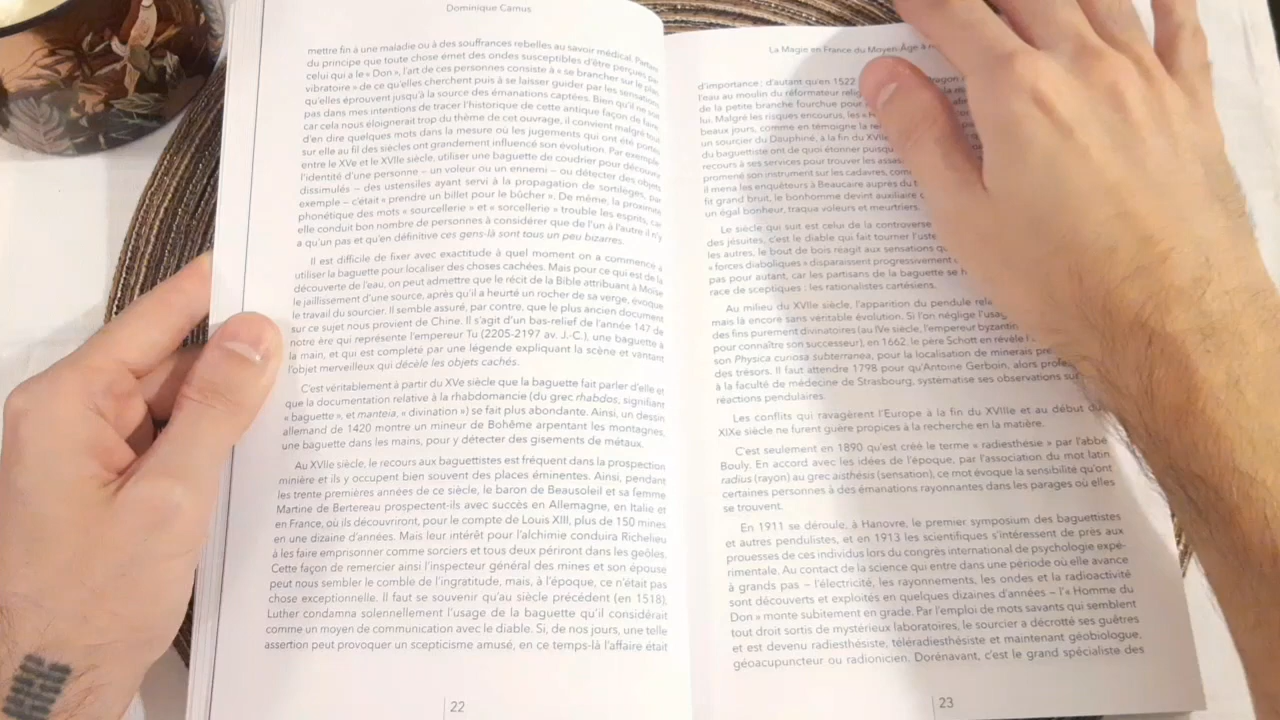 Dominique Camus
mettre fin à une maladie ou à des souffrances rebelles au savoir médical. Partant
du principe que toute chose émet des ondes susceptibles d'être perçues par
celui qui a le « Don », l'art de ces personnes consiste à « se brancher sur le plan
vibratoire » de ce qu'elles cherchent puis à se laisser guider par les sensations
qu'elles éprouvent jusqu'à la source des émanations captées. Bien qu'il ne soit
pas dans mes intentions de tracer l'historique de cette antique façon de faire,
car cela nous éloignerait trop du thème de cet ouvrage, il convient malgré tout
d'en dire quelques mots dans la mesure où les jugements qui ont été portés
sur elle au fil des siècles ont grandement influencé son évolution. Par exemple,
entre le XVe et le XVIIe siècle, utiliser une baguette de coudrier pour découvrir
l'identité d'une personne – un voleur ou un ennemi – ou détecter des objets
dissimulés – des ustensiles ayant servi à la propagation de sortilèges, par
exemple – c'était « prendre un billet pour le bûcher ». De même, la proximité
phonétique des mots « sourcellerie » et « sorcellerie » trouble les esprits, car
elle conduit bon nombre de personnes à considérer que de l'un à l'autre il n'y
a qu'un pas et qu'en définitive ces gens-là sont tous un peu bizarres.
Il est difficile de fixer avec exactitude à quel moment on a commencé à
utiliser la baguette pour localiser des choses cachées. Mais pour ce qui est de la
découverte de l'eau, on peut admettre que le récit de la Bible attribuant à Moïse
le jaillissement d'une source, après qu'il a heurté un rocher de sa verge, évoque
le travail du sourcier. Il semble assuré, par contre, que le plus ancien document
sur ce sujet nous provient de Chine. Il s'agit d'un bas-relief de l'année 147 de
notre ère qui représente l'empereur Tu (2205-2197 av. J.-C.), une baguette à
la main, et qui est complété par une légende expliquant la scène et vantant
l'objet merveilleux qui décèle les objets cachés.
C'est véritablement à partir du XVe siècle que la baguette fait parler d'elle et
que la documentation relative à la rhabdomancie (du grec rhabdos, signifiant
« baguette », et manteia, « divination ») se fait plus abondante. Ainsi, un dessin
allemand de 1420 montre un mineur de Bohême arpentant les montagnes,
une baguette dans les mains, pour y détecter des gisements de métaux.
Au XVIIe siècle, le recours aux baguettistes est fréquent dans la prospection
minière et ils y occupent bien souvent des places éminentes. Ainsi, pendant
les trente premières années de ce siècle, le baron de Beausoleil et sa femme
Martine de Bertereau prospectent-ils avec succès en Allemagne, en Italie et
en France, où ils découvriront, pour le compte de Louis XIII, plus de 150 mines
en une dizaine d'années. Mais leur intérêt pour l'alchimie conduira Richelieu
à les faire emprisonner comme sorciers et tous deux périront dans les geôles.
Cette façon de remercier ainsi l'inspecteur général des mines et son épouse
peut nous sembler le comble de l'ingratitude, mais, à l'époque, ce n'était pas
chose exceptionnelle. Il faut se souvenir qu'au siècle précédent (en 1518),
Luther condamna solennellement l'usage de la baguette qu'il considérait
comme un moyen de communication avec le diable. Si, de nos jours, une telle
assertion peut provoquer un scepticisme amusé, en ce temps-là l'affaire était
22
La Magie en France du Moyen Âge à
d'importance ; d'autant qu'en 1522
l'eau au moulin du réformateur
de la petite branche fourchue pour
lui. Malgré les risques encourus, les
beaux jours, comme en témoigne la
un sourcier du Dauphiné, à la fin du XVIIe
du baguettiste ont de quoi étonner
recours à ses services pour trouver les
promené son instrument sur les cadavres,
il mena les enquêteurs à Beaucaire auprès du
fit grand bruit, le bonhomme devint auxiliaire
un égal bonheur, traqua voleurs et meurtriers.
Le siècle qui suit est celui de la controverse
des jésuites, c'est le diable qui fait tourner
les autres, le bout de bois réagit aux sensations
« forces diaboliques » disparaissent progressivement
pas pour autant, car les partisans de la baguette se
race de sceptiques : les rationalistes cartésiens.
Au milieu du XVIIe siècle, l'apparition du pendule
mais là encore sans véritable évolution. Si l'on néglige
des fins purement divinatoires (au IVe siècle, l'empereur byzantin
pour connaître son successeur), en 1662, le père Schott en révèle
son Physica curiosa subterranea, pour la localisation de minerais
des trésors. Il faut attendre 1798 pour qu'Antoine Gerboin, alors
à la faculté de médecine de Strasbourg, systématise ses observations sur
réactions pendulaires.
Les conflits qui ravagèrent l'Europe à la fin du XVIIIe et au début du
XIXe siècle ne furent guère propices à la recherche en la matière.
C'est seulement en 1890 qu'est créé le terme « radiesthésie » par l'abbé
Bouly. En accord avec les idées de l'époque, par l'association du mot latin
radius (rayon) au grec aisthésis (sensation), ce mot évoque la sensibilité qu'ont
certaines personnes à des émanations rayonnantes dans les parages où elles
se trouvent.
En 1911 se déroule, à Hanovre, le premier symposium des baguettistes
et autres pendulistes, et en 1913 les scientifiques s'intéressent de près aux
prouesses de ces individus lors du congrès international de psychologie expé-
rimentale. Au contact de la science qui entre dans une période où elle avance
à grands pas – l'électricité, les rayonnements, les ondes et la radioactivité
sont découverts et exploités en quelques dizaines d'années – l'« Homme du
Don » monte subitement en grade. Par l'emploi de mots savants qui semblent
tout droit sortis de mystérieux laboratoires, le sourcier a décrotté ses guêtres
et est devenu radiesthésiste, téléradiesthésiste et maintenant géobiologue,
géoacupuncteur ou radionicien. Dorénavant, c'est le grand spécialiste des
23